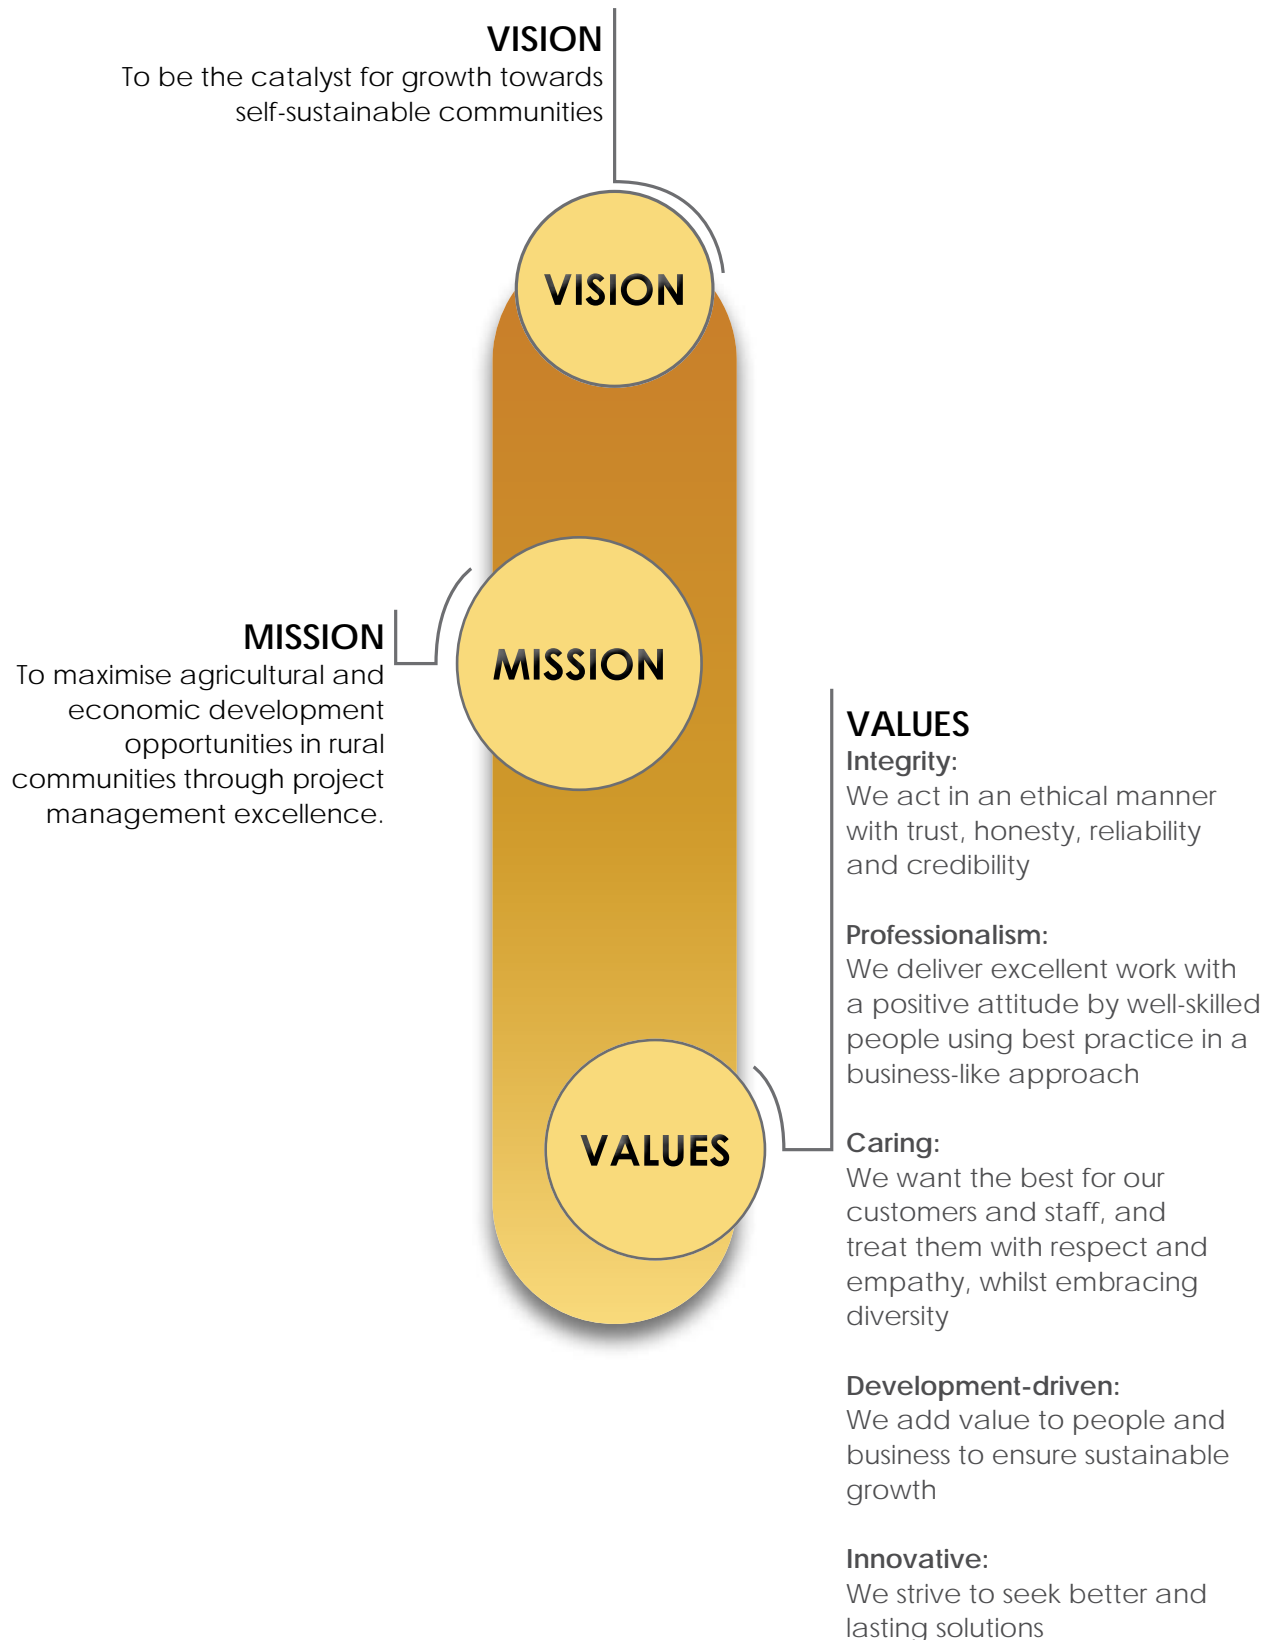 VISION
To be the catalyst for growth towards
self-sustainable communities
VISION
MISSION
To maximise agricultural and
economic development
opportunities in rural
communities through project
management excellence.
MISSION
VALUES
Integrity:
We act in an ethical manner
with trust, honesty, reliability
and credibility
Professionalism:
We deliver excellent work with
a positive attitude by well-skilled
people using best practice in a
business-like approach
VALUES
Caring:
We want the best for our
customers and staff, and
treat them with respect and
empathy, whilst embracing
diversity
Development-driven:
We add value to people and
business to ensure sustainable
growth
Innovative:
We strive to seek better and
lasting solutions